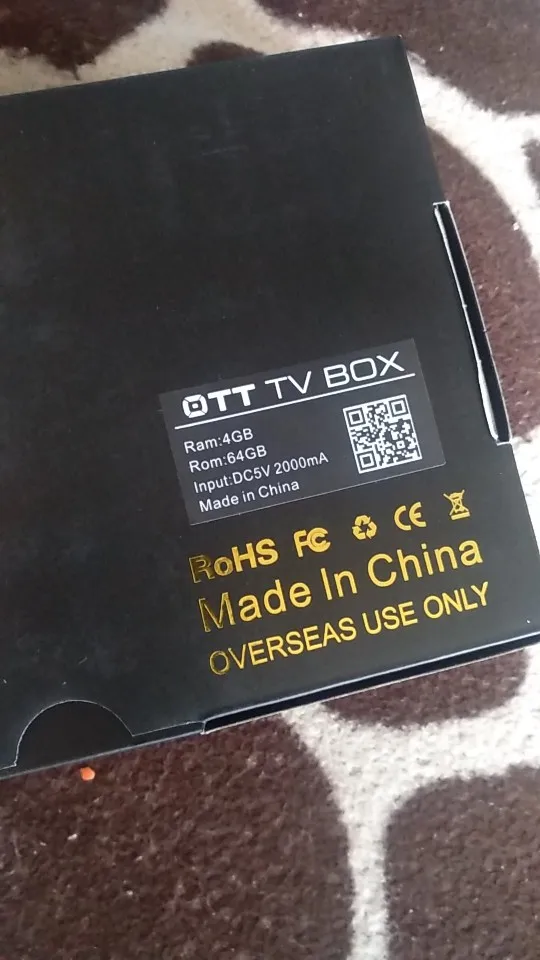 OTT TV BOX
Ram:4GB
Rom:64GB
Input:DC5V 2000mA
Made in China
RoHS FC CE
Made In China
OVERSEAS USE ONLY